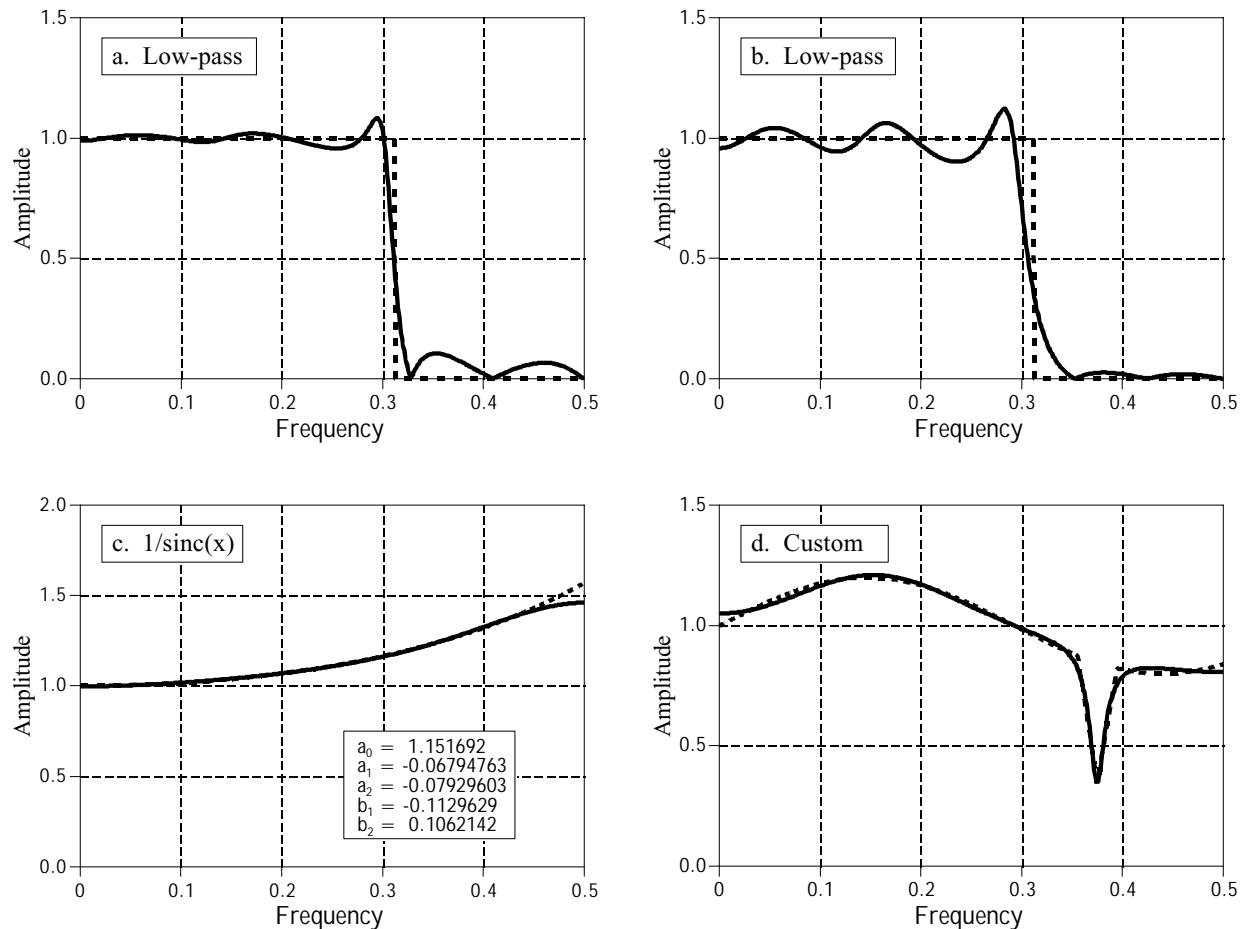 1.5
a. Low-pass
1.0
0.5
0.0
0 0.1 0.2 0.3 0.4 0.5
Frequency
Amplitude
1.5
b. Low-pass
1.0
0.5
0.0
0 0.1 0.2 0.3 0.4 0.5
Frequency
Amplitude
2.0
c. 1/sinc(x)
1.5
1.0
0.5
0.0
a0 = 1.151692
a1 = -0.06794763
a2 = -0.07929603
b1 = -0.1129629
b2 = 0.1062142
0 0.1 0.2 0.3 0.4 0.5
Frequency
Amplitude
1.5
d. Custom
1.0
0.5
0.0
0 0.1 0.2 0.3 0.4 0.5
Frequency
Amplitude